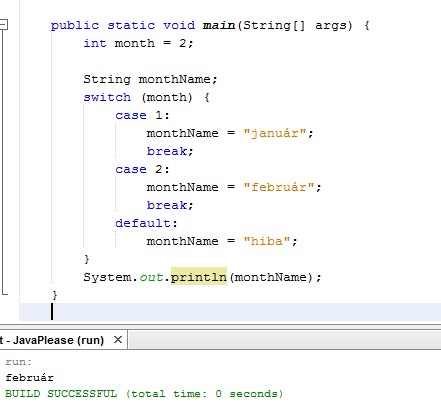 public static void main(String[] args) {
int month = 2;
String monthName;
switch (month) {
case 1:
monthName = "január";
break;
case 2:
monthName = "február";
break;
default:
monthName = "hiba";
}
System.out.println(monthName);
}
t - JavaPlease (run) ×
run:
február
BUILD SUCCESSFUL (total time: 0 seconds)